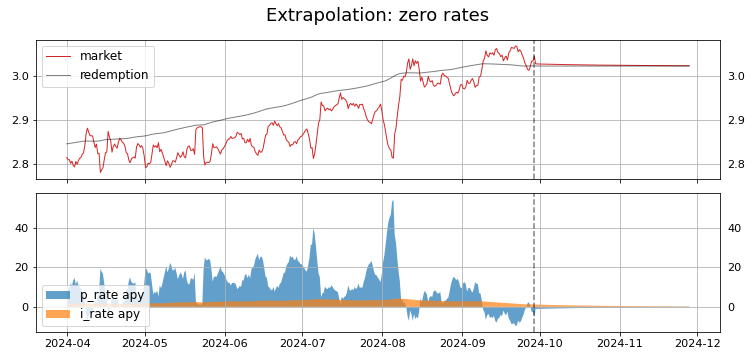 Extrapolation: zero rates
market
redemption
3.0 3.0
2.9 2.9
2.8 2.8
40 40
20 20
0 0
p_rate apy
i_rate apy
2024-04 2024-05 2024-06 2024-07 2024-08 2024-09 2024-10 2024-11 2024-12